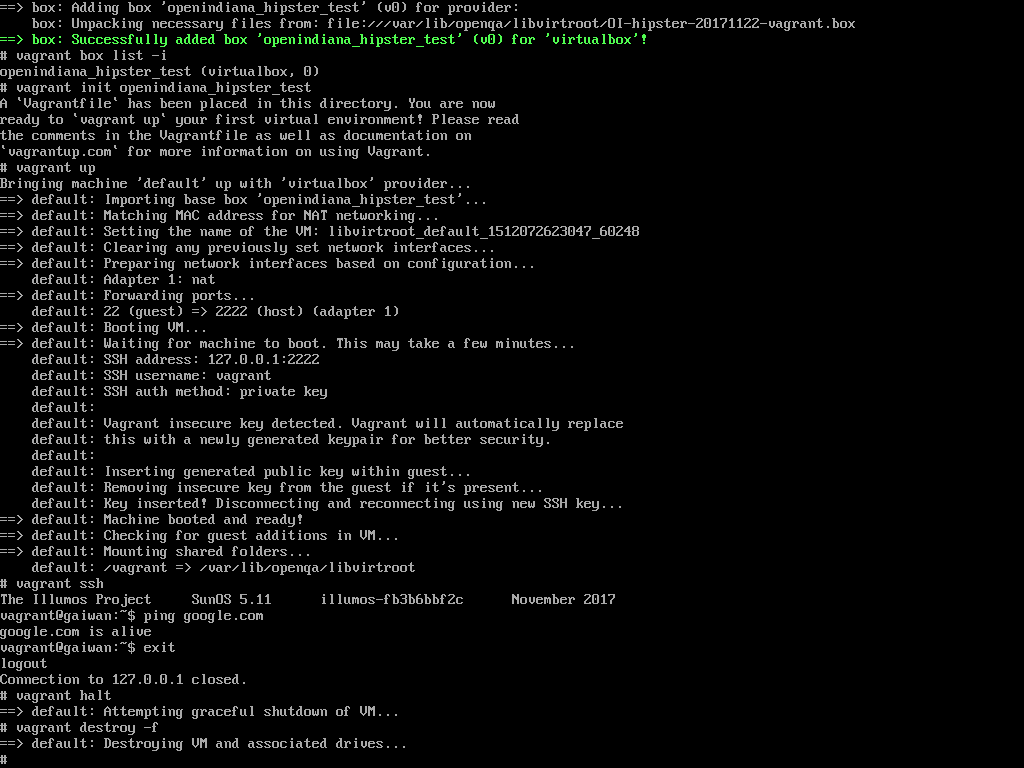 ==> box: Adding box 'openindiana_hipster_test' (v0) for provider:
    box: Unpacking necessary files from: file:///var/lib/openqa/libvirtroot/OI-hipster-20171122-vagrant.box
==> box: Successfully added box 'openindiana_hipster_test' (v0) for 'virtualbox'!
# vagrant box list -i
openindiana_hipster_test (virtualbox, 0)
# vagrant init openindiana_hipster_test
A `Vagrantfile` has been placed in this directory. You are now
ready to `vagrant up` your first virtual environment! Please read
the comments in the Vagrantfile as well as documentation on
`vagrantup.com` for more information on using Vagrant.
# vagrant up
Bringing machine 'default' up with 'virtualbox' provider...
==> default: Importing base box 'openindiana_hipster_test'...
==> default: Matching MAC address for NAT networking...
==> default: Setting the name of the VM: libvirtroot_default_1512072623047_60248
==> default: Clearing any previously set network interfaces...
==> default: Preparing network interfaces based on configuration...
    default: Adapter 1: nat
==> default: Forwarding ports...
    default: 22 (guest) => 2222 (host) (adapter 1)
==> default: Booting VM...
==> default: Waiting for machine to boot. This may take a few minutes...
    default: SSH address: 127.0.0.1:2222
    default: SSH username: vagrant
    default: SSH auth method: private key
    default:
    default: Vagrant insecure key detected. Vagrant will automatically replace
    default: this with a newly generated keypair for better security.
    default:
    default: Inserting generated public key within guest...
    default: Removing insecure key from the guest if it's present...
    default: Key inserted! Disconnecting and reconnecting using new SSH key...
==> default: Machine booted and ready!
==> default: Checking for guest additions in VM...
==> default: Mounting shared folders...
    default: /vagrant => /var/lib/openqa/libvirtroot
# vagrant ssh
The Illumos Project     SunOS 5.11      illumos-fb3b6bbf2c      November 2017
vagrant@gaiwan:~$ ping google.com
google.com is alive
vagrant@gaiwan:~$ exit
logout
Connection to 127.0.0.1 closed.
# vagrant halt
==> default: Attempting graceful shutdown of VM...
# vagrant destroy -f
==> default: Destroying VM and associated drives...
#